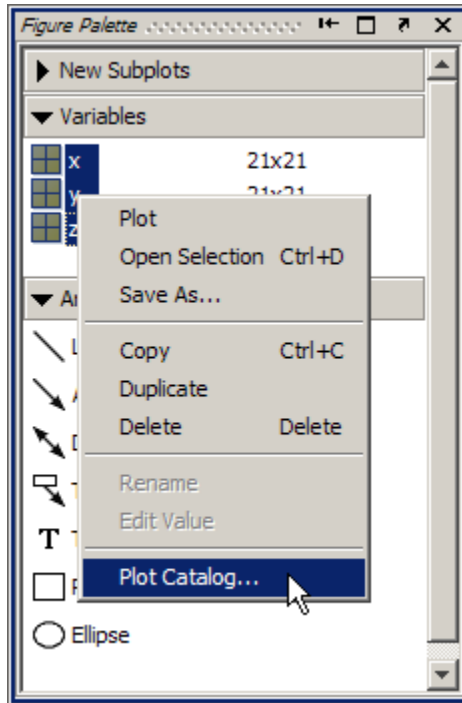 Figure Palette
New Subplots
Variables
x 21x21
y 21x21
z
Plot
Open Selection Ctrl+D
Save As...
Copy Ctrl+C
Duplicate
Delete Delete
Rename
Edit Value
T
Plot Catalog...
Ellipse